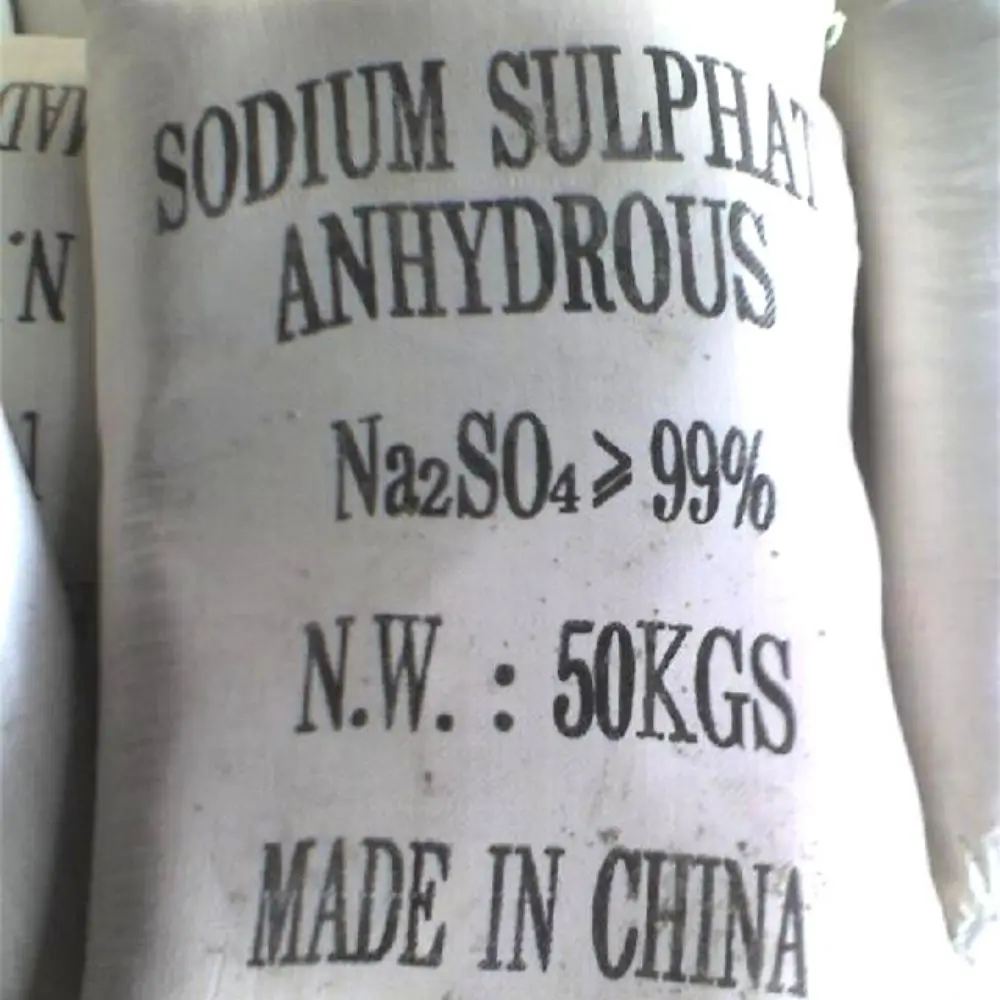 SODIUM SULPHAT
ANHYDROUS
Na₂SO₄⩾99%
N.W. : 50KGS
MADE IN CHINA